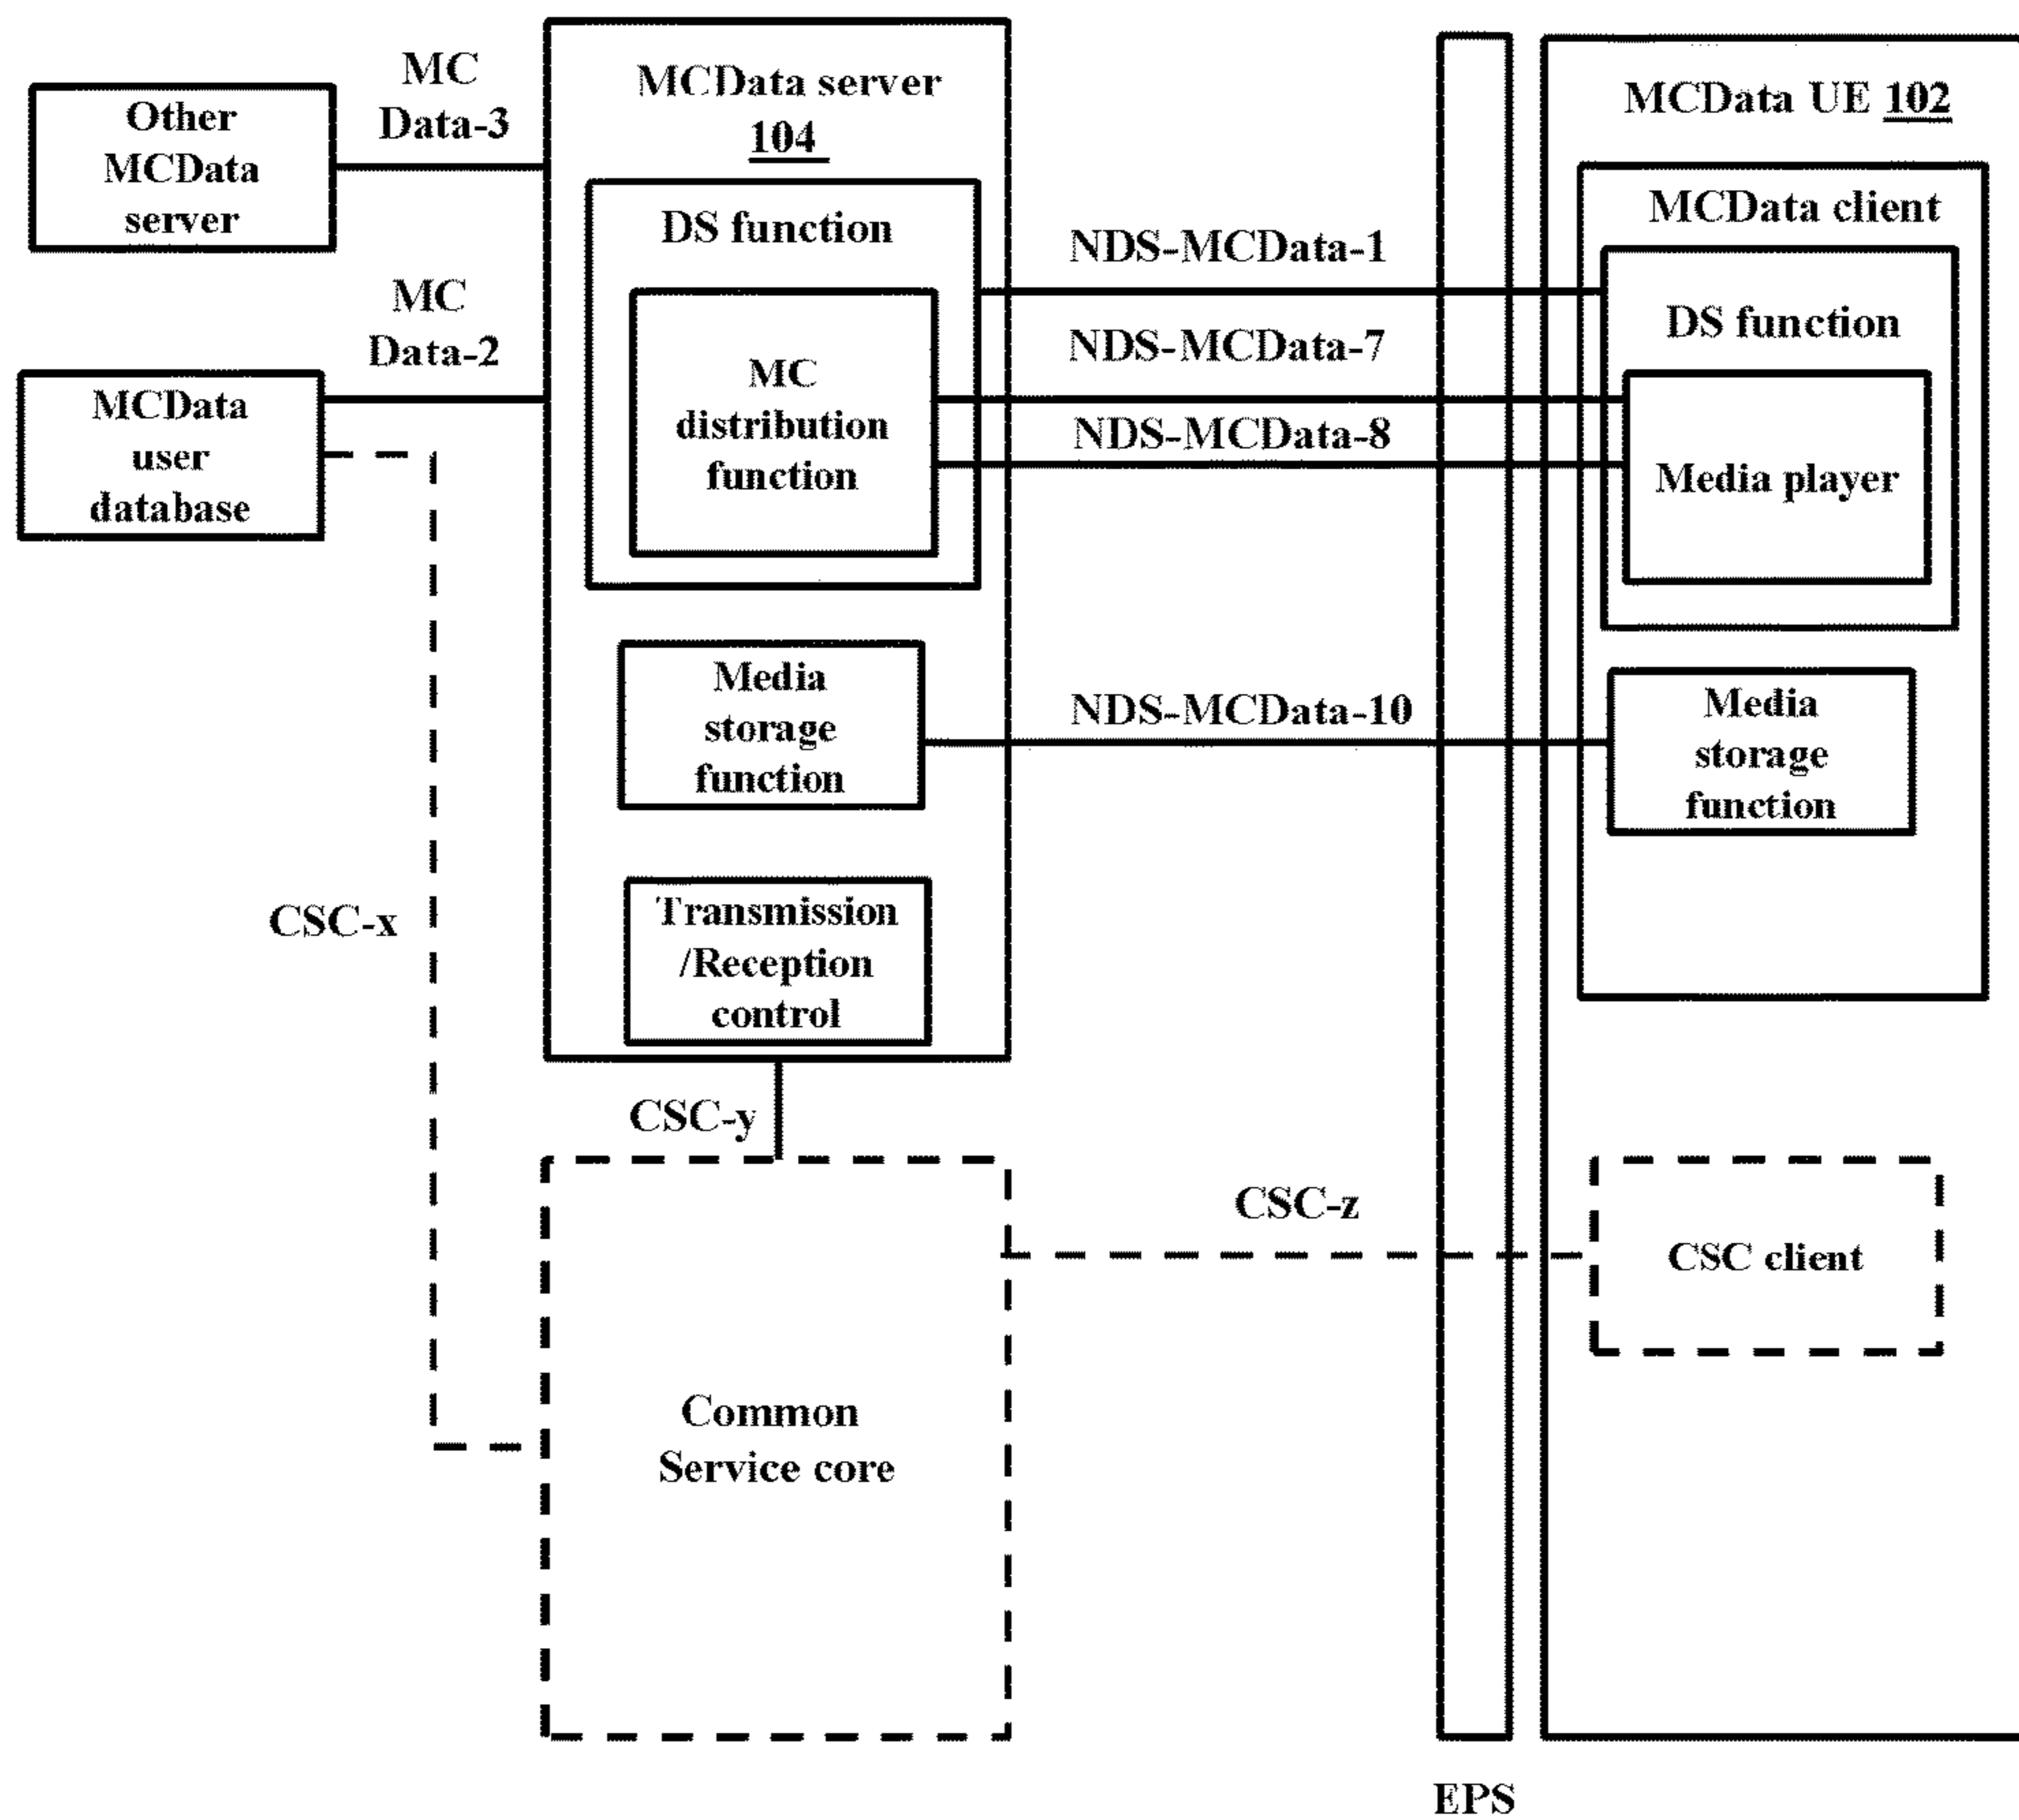 Other
MCData
server
MC
Data-3
MCData server
104
MCData UE 102
MCData client
DS function
MC
distribution
function
NDS-MCData-1
NDS-MCData-7
NDS-MCData-8
DS function
Media player
MC
Data-2
MCData
user
database
Media
storage
function
NDS-MCData-10
Media
storage
function
Transmission
/Reception
control
CSC-x
CSC-y
CSC-z
CSC client
Common
Service core
EPS